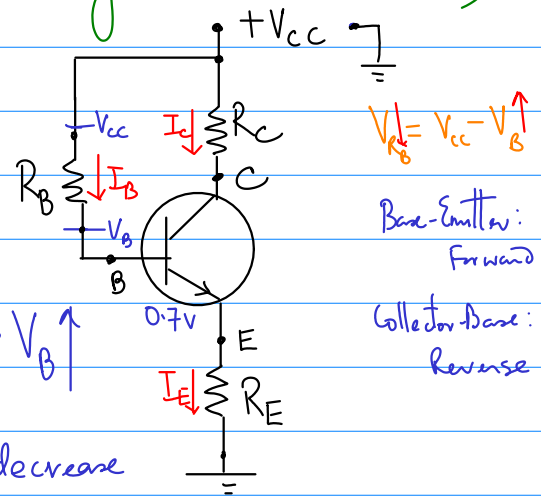 +VCC
VCC
IC
RC
VRB = VCC - VB
RB
IB
C
VB
B
Base-Emitter:
Forward
0.7V
VB
E
Collector-Base:
Reverse
IE
RE
decrease